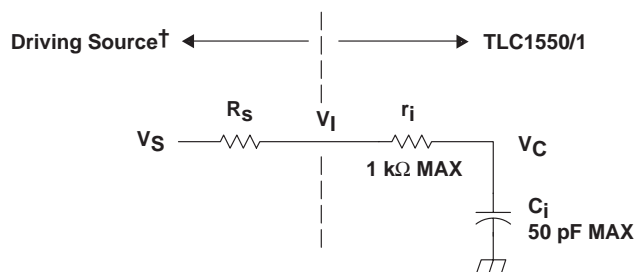 Driving Source†
TLC1550/1
Rs
VI
ri
VS
VC
1 kΩ MAX
Ci
50 pF MAX